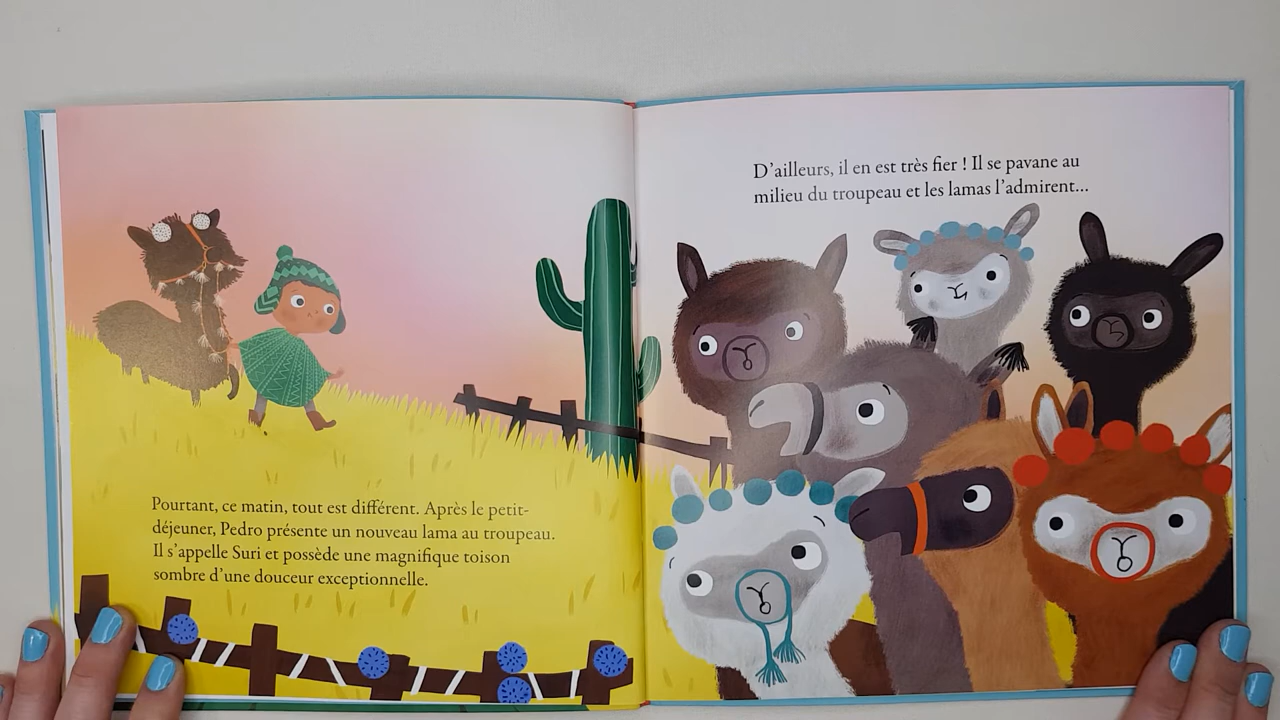 Pourtant, ce matin, tout est différent. Après le petit-
déjeuner, Pedro présente un nouveau lama au troupeau.
Il s’appelle Suri et possède une magnifique toison
sombre d’une douceur exceptionnelle.
D’ailleurs, il en est très fier ! Il se pavane au
milieu du troupeau et les lamas l’admirent...